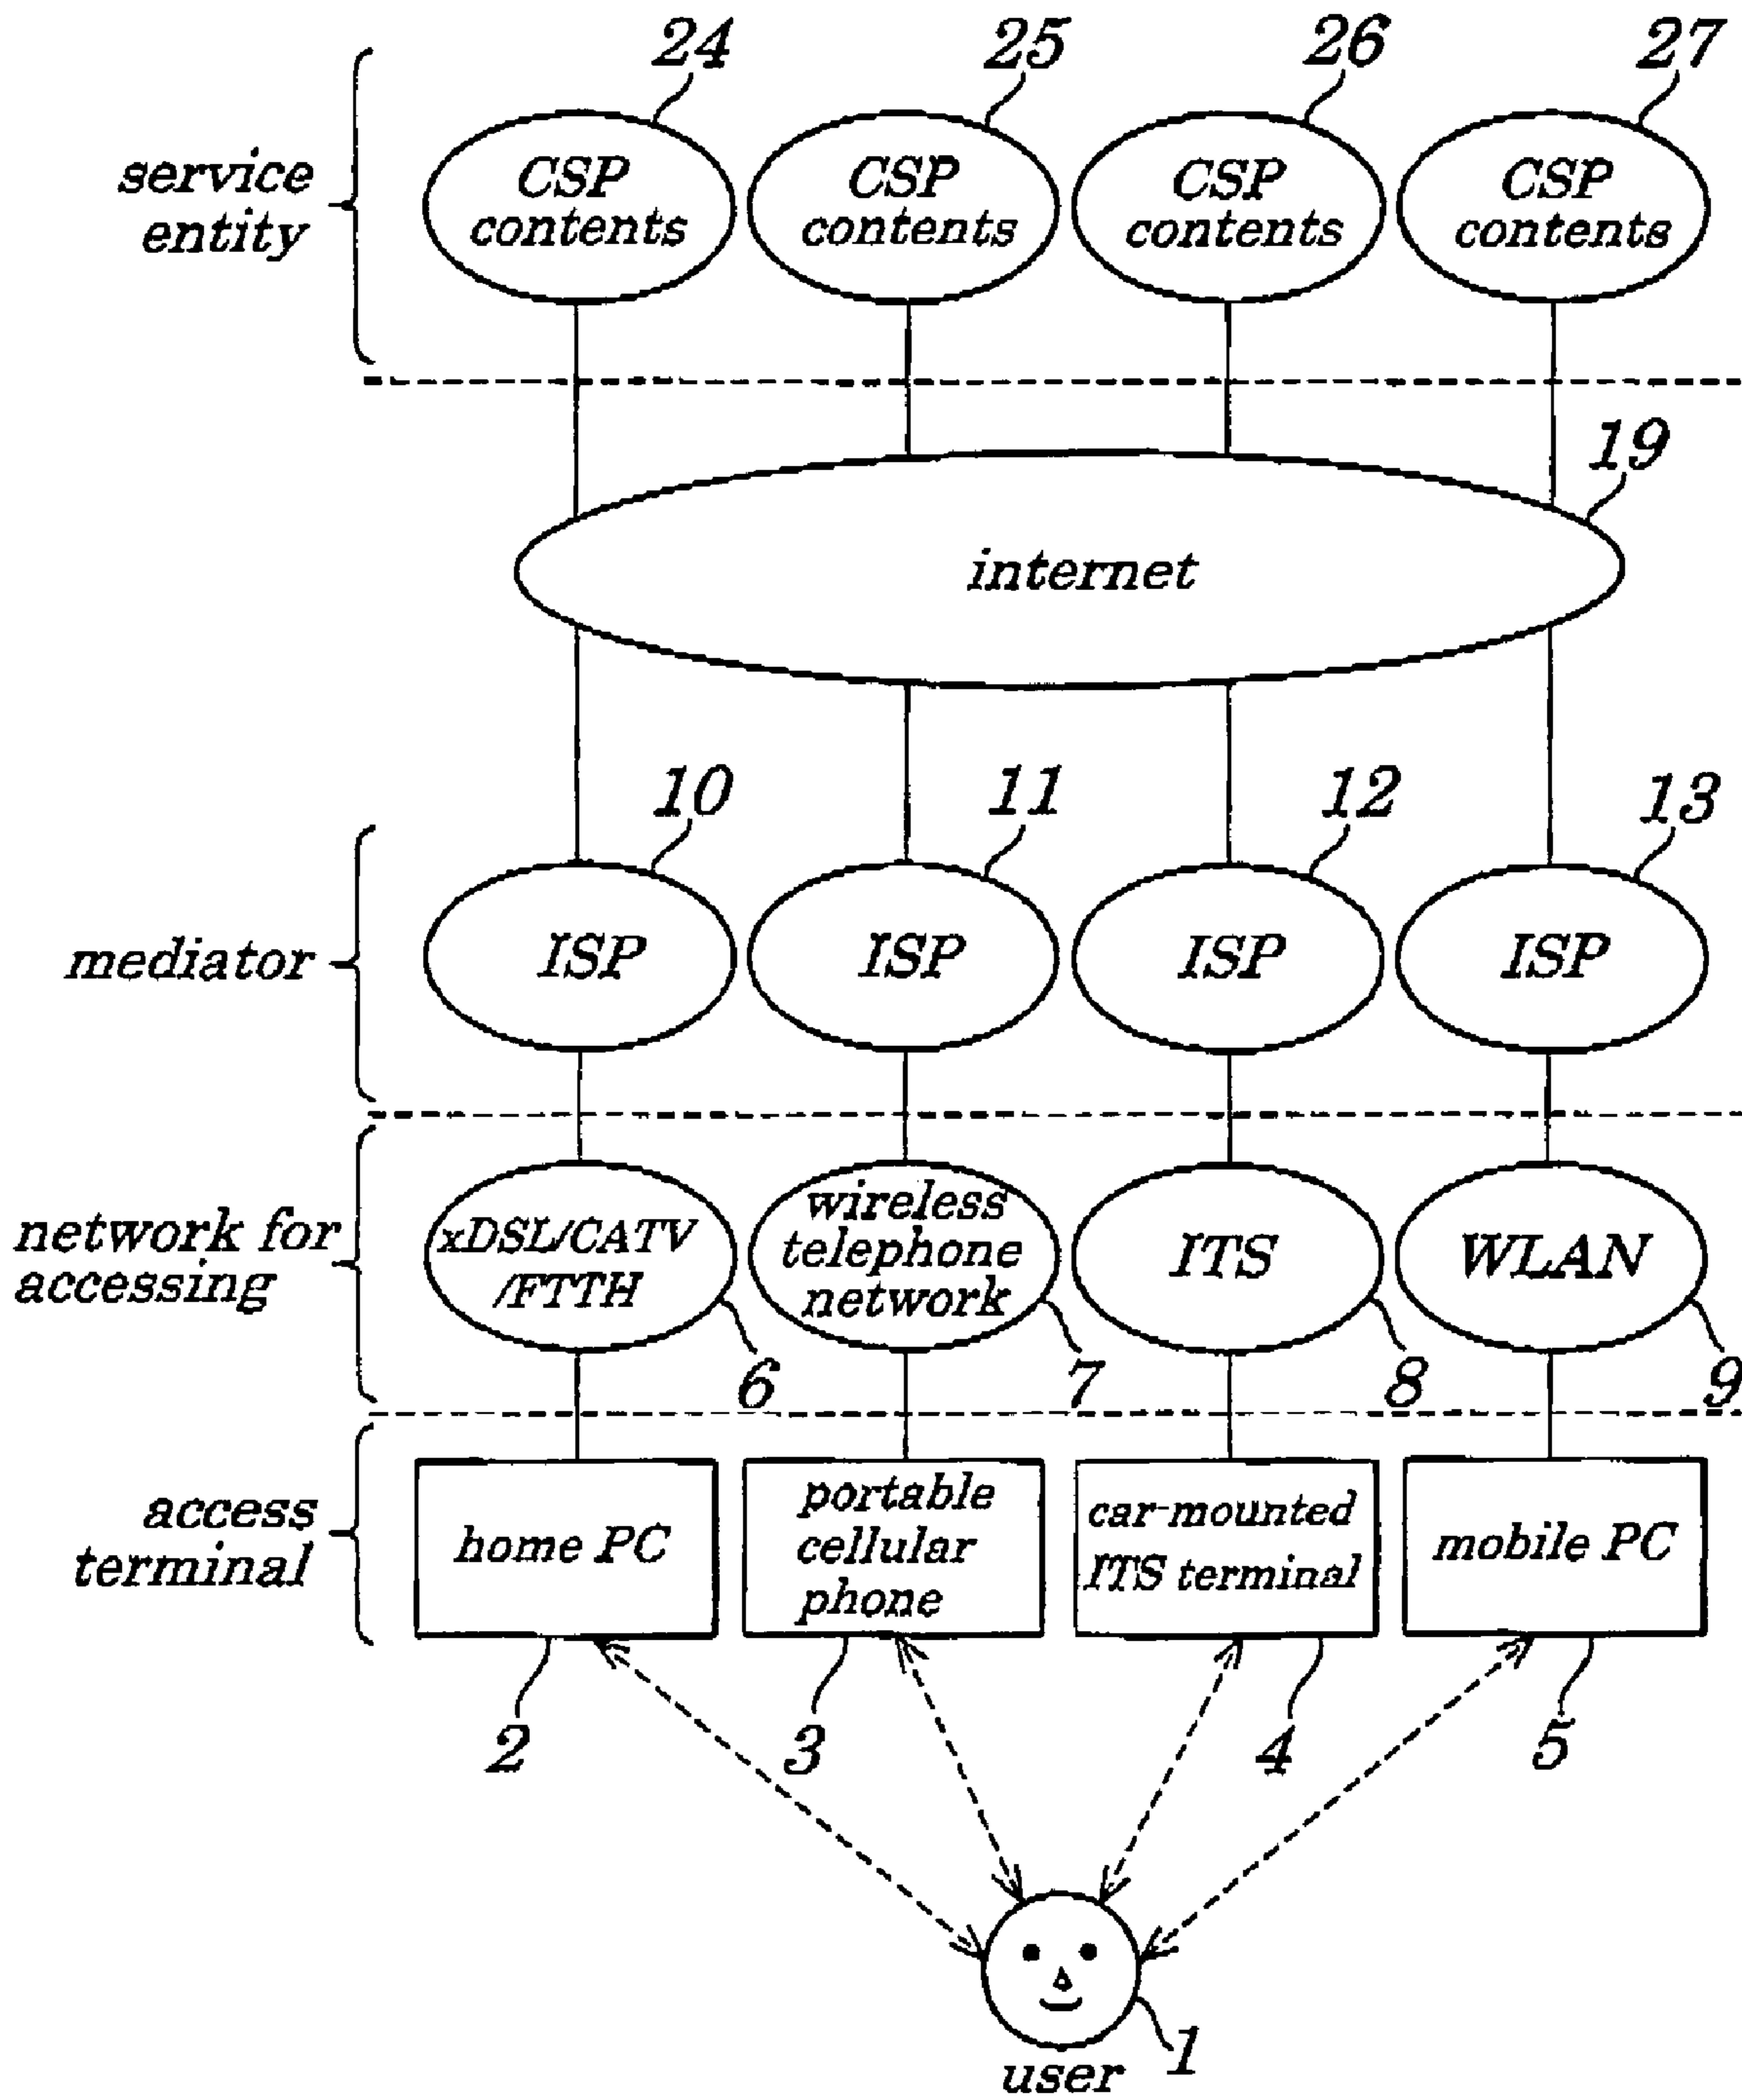 24 25 26 27
service
entity
CSP
contents
CSP
contents
CSP
contents
CSP
contents
19
internet
10 11 12 13
mediator
ISP ISP ISP ISP
network for
accessing
xDSL/CATV
/FTTH
wireless
telephone
network
ITS
WLAN
6 7 8 9
access
terminal
home PC
portable
cellular
phone
car-mounted
ITS terminal
mobile PC
2 3 4 5
1
user